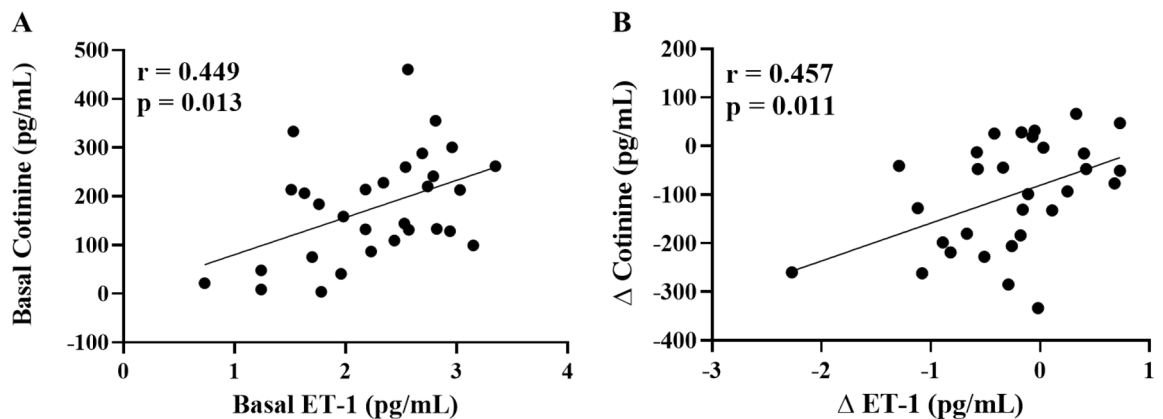 A
r = 0.449
p = 0.013
Basal Cotinine (pg/mL)
500
400
300
200
100
0
-100
0 1 2 3 4
Basal ET-1 (pg/mL)
B
r = 0.457
p = 0.011
Δ Cotinine (pg/mL)
200
100
0
-100
-200
-300
-400
-3 -2 -1 0 1
Δ ET-1 (pg/mL)